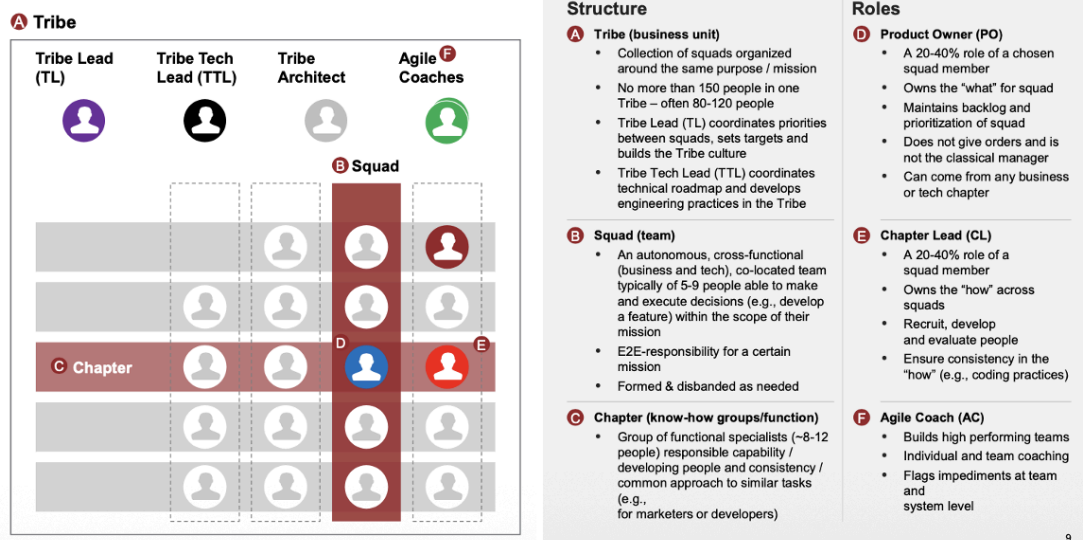 A Tribe
Tribe Lead
(TL)
Tribe Tech
Lead (TTL)
Tribe
Architect
Agile F
Coaches
B Squad
D
E
C Chapter
Structure
A Tribe (business unit)
• Collection of squads organized
around the same purpose / mission
• No more than 150 people in one
Tribe – often 80-120 people
• Tribe Lead (TL) coordinates priorities
between squads, sets targets and
builds the Tribe culture
• Tribe Tech Lead (TTL) coordinates
technical roadmap and develops
engineering practices in the Tribe
B Squad (team)
• An autonomous, cross-functional
(business and tech), co-located team
typically of 5-9 people able to make
and execute decisions (e.g., develop
a feature) within the scope of their
mission
• E2E-responsibility for a certain
mission
• Formed & disbanded as needed
C Chapter (know-how groups/function)
• Group of functional specialists (~8-12
people) responsible capability /
developing people and consistency /
common approach to similar tasks
(e.g.,
for marketers or developers)
Roles
D Product Owner (PO)
• A 20-40% role of a chosen
squad member
• Owns the “what” for squad
• Maintains backlog and
prioritization of squad
• Does not give orders and is
not the classical manager
• Can come from any business
or tech chapter
E Chapter Lead (CL)
• A 20-40% role of a
squad member
• Owns the “how” across
squads
• Recruit, develop
and evaluate people
• Ensure consistency in the
“how” (e.g., coding practices)
F Agile Coach (AC)
• Builds high performing teams
• Individual and team coaching
• Flags impediments at team
and
system level
9